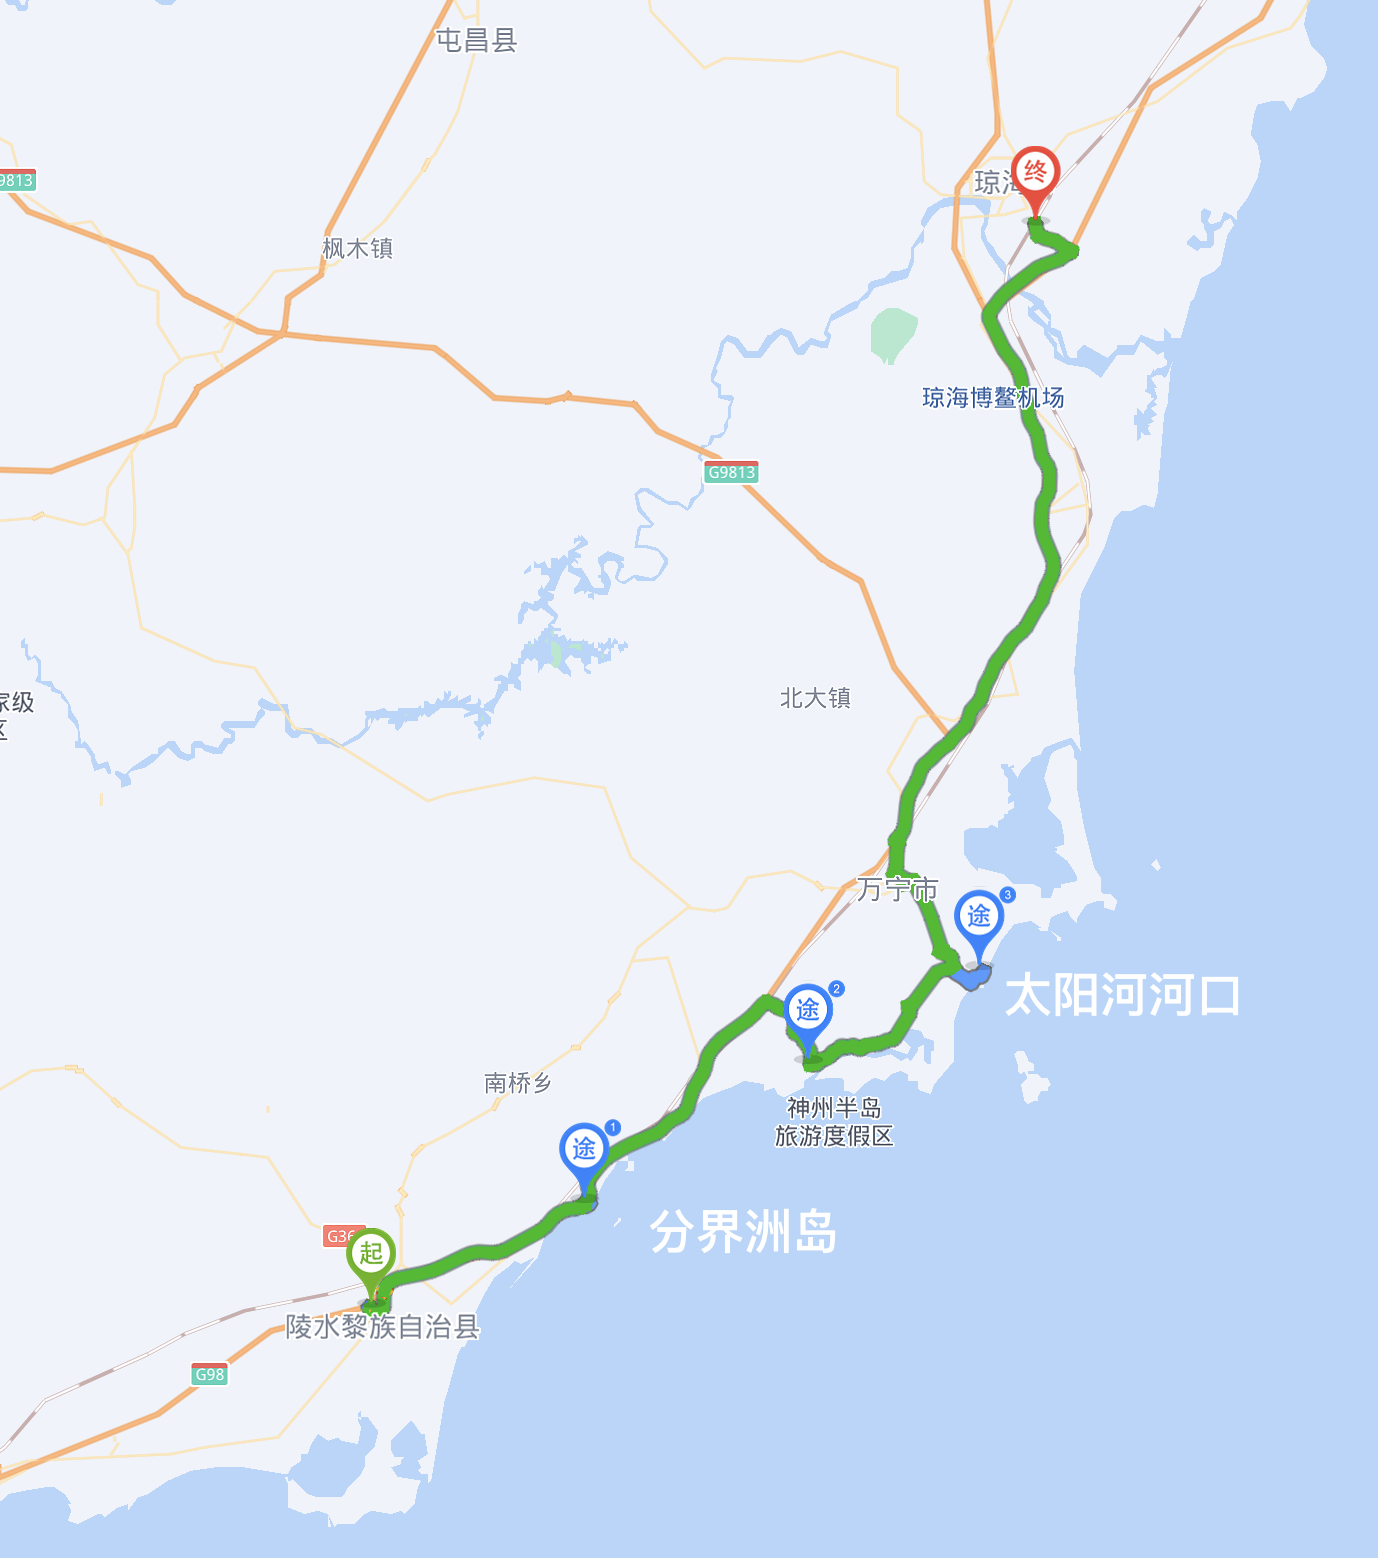 屯昌县
9813
终
琼海
枫木镇
琼海博鳌机场
G9813
家级
区
北大镇
万宁市
3
途
太阳河河口
2
途
南桥乡
神州半岛
旅游度假区
1
途
分界洲岛
G36
起
陵水黎族自治县
G98